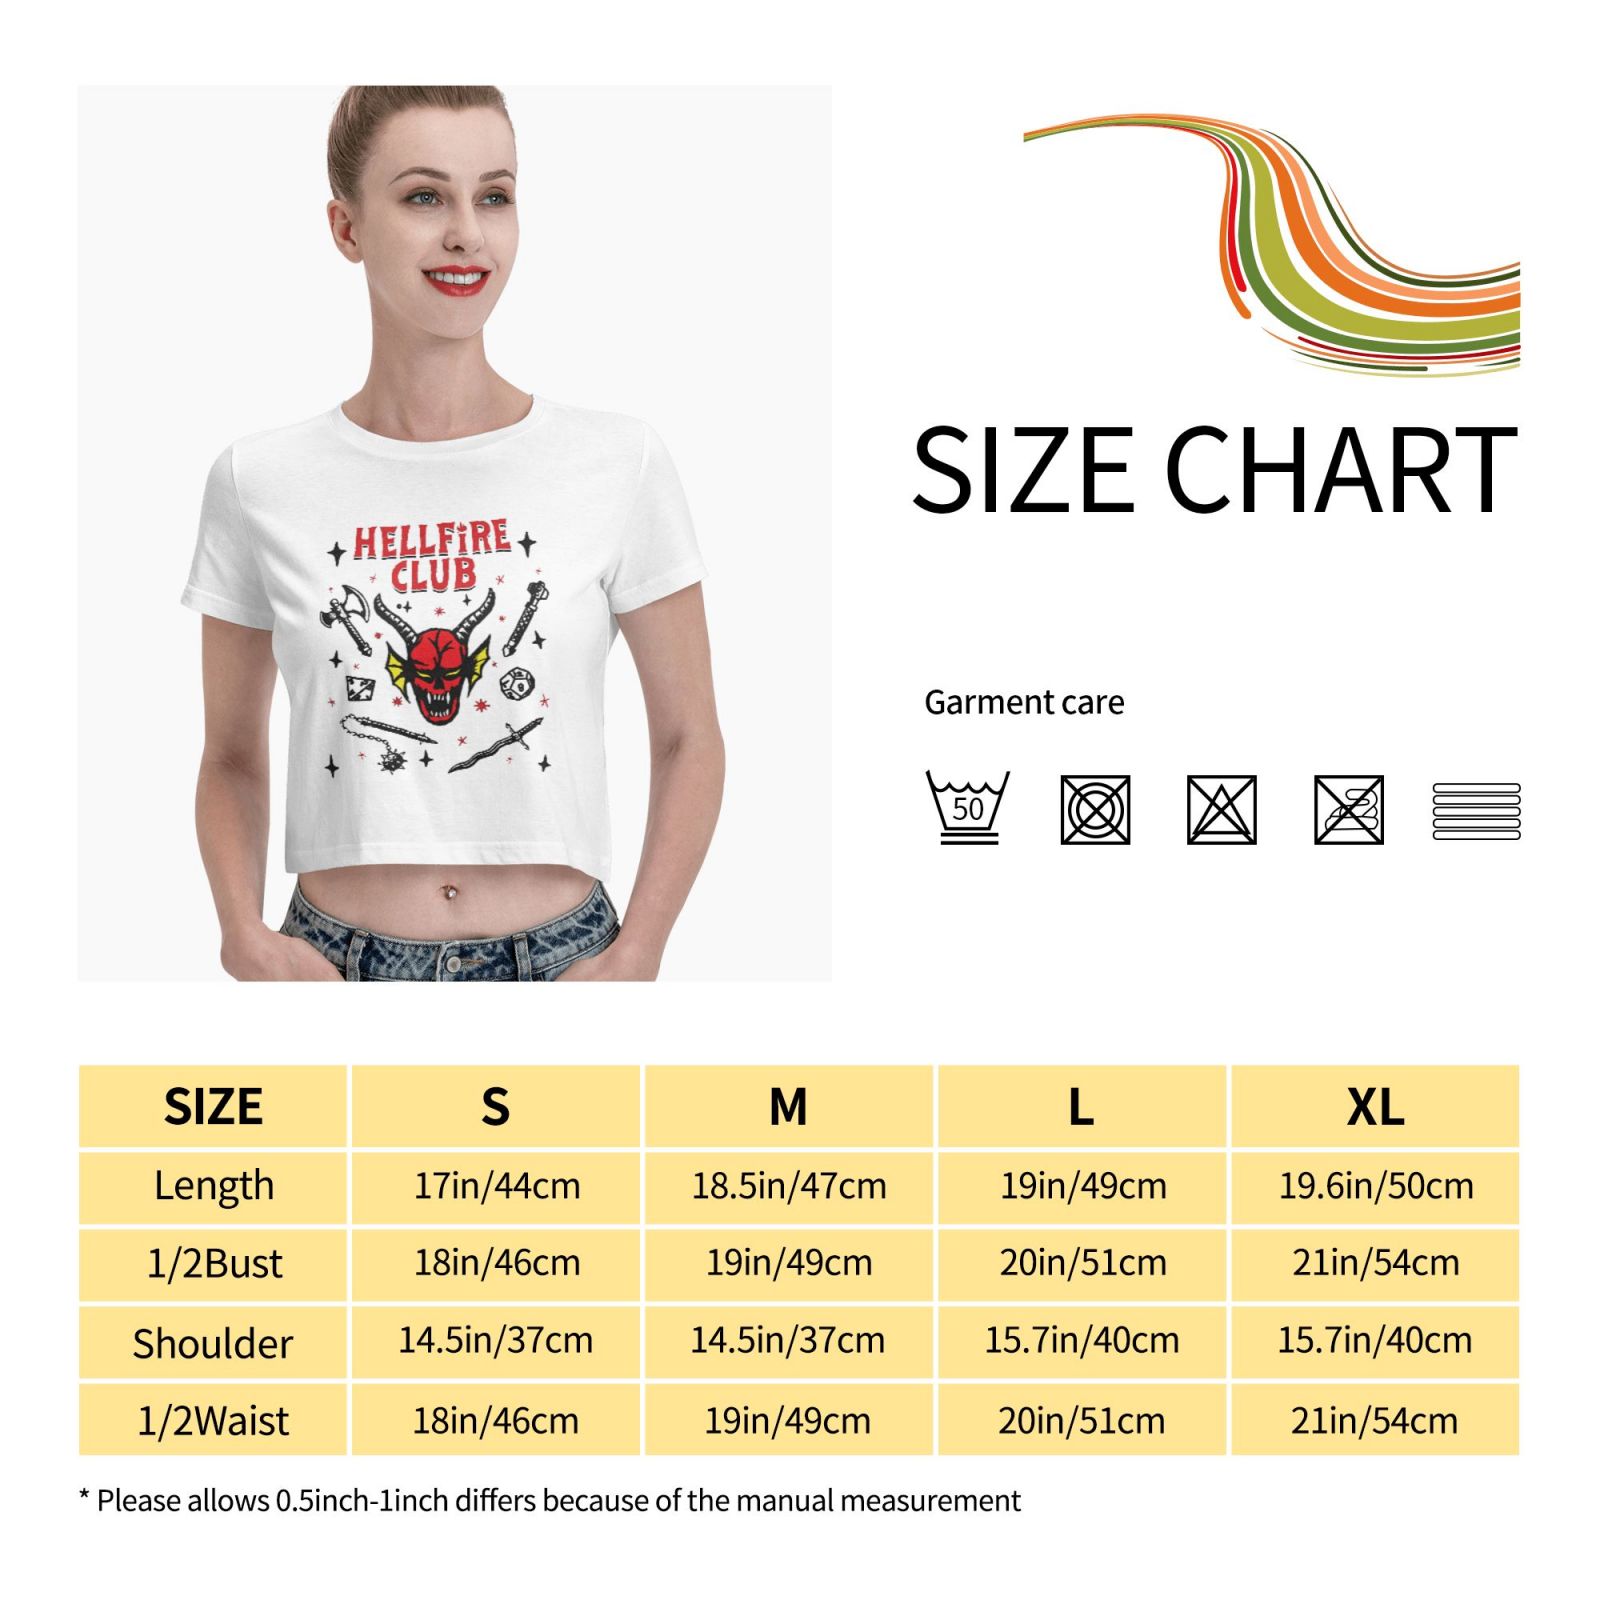 HELLFIRE
CLUB
SIZE CHART
Garment care
50
SIZE S M L XL
Length 17in/44cm 18.5in/47cm 19in/49cm 19.6in/50cm
1/2Bust 18in/46cm 19in/49cm 20in/51cm 21in/54cm
Shoulder 14.5in/37cm 14.5in/37cm 15.7in/40cm 15.7in/40cm
1/2Waist 18in/46cm 19in/49cm 20in/51cm 21in/54cm
* Please allows 0.5inch-1inch differs because of the manual measurement